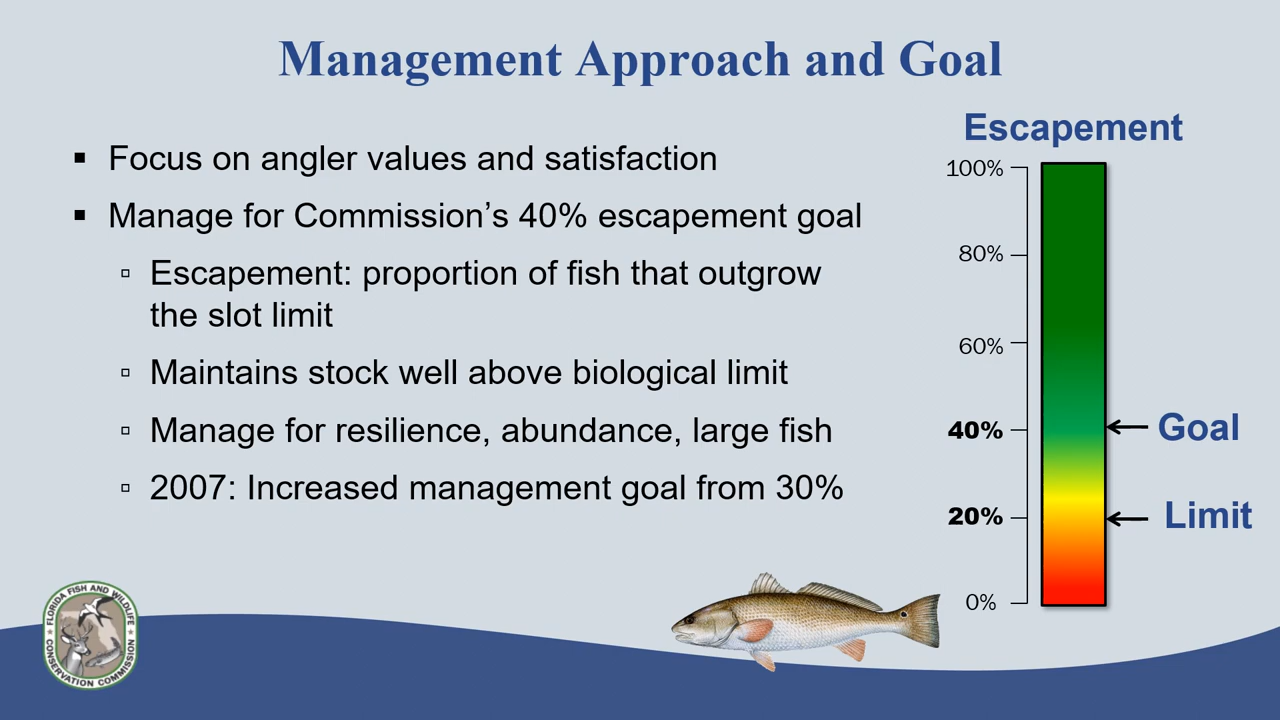 Management Approach and Goal
▪ Focus on angler values and satisfaction
▪ Manage for Commission’s 40% escapement goal
▫ Escapement: proportion of fish that outgrow
the slot limit
▫ Maintains stock well above biological limit
▫ Manage for resilience, abundance, large fish
▫ 2007: Increased management goal from 30%
Escapement
100%
80%
60%
40%
Goal
20%
Limit
0%
FLORIDA FISH AND WILDLIFE
CONSERVATION COMMISSION